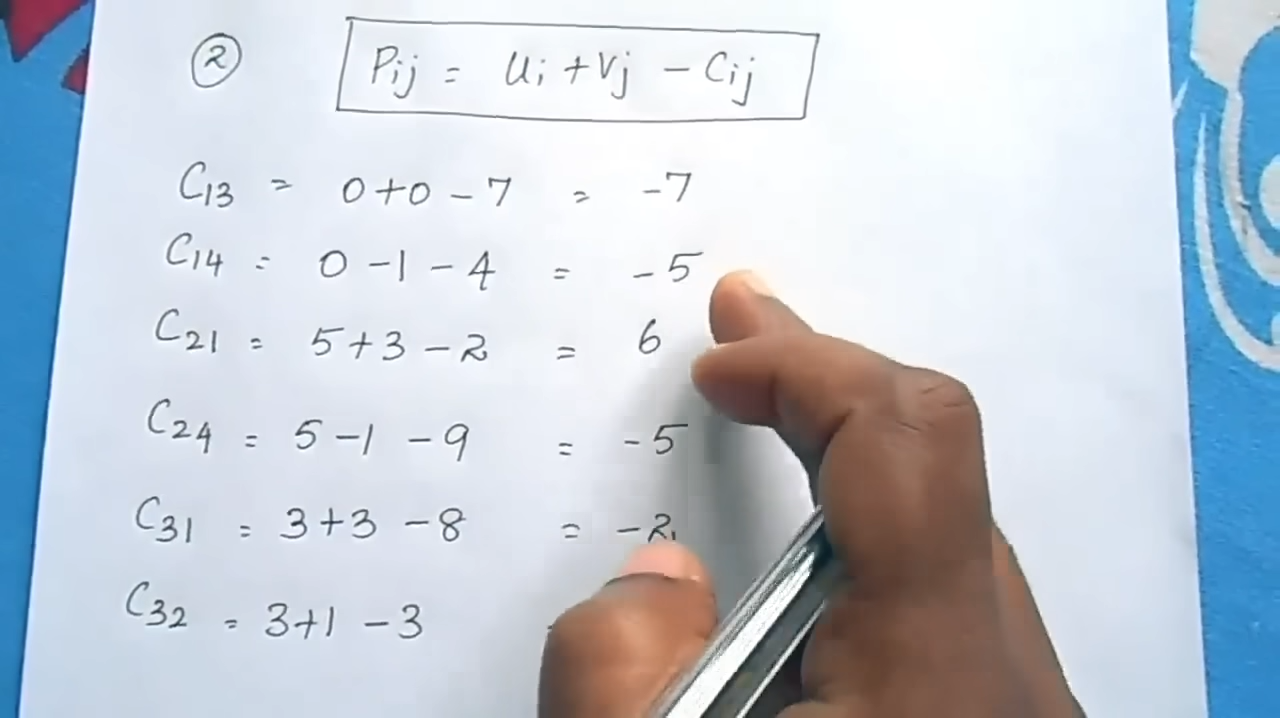 ② Pij = Ui + Vj - Cij
C13 = 0+0-7 = -7
C14 = 0-1-4 = -5
C21 = 5+3-2 = 6
C24 = 5-1-9 = -5
C31 = 3+3-8 = -2
C32 = 3+1-3